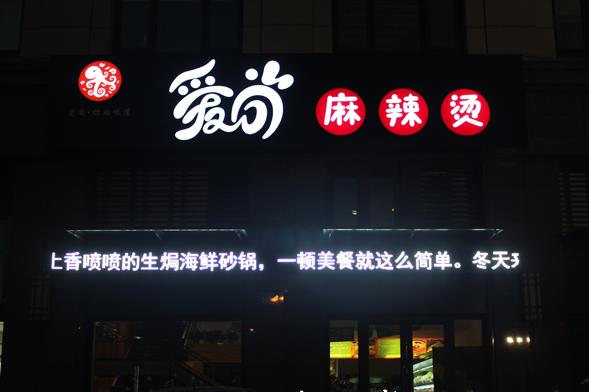 爱尚 麻辣烫
上香喷喷的生焗海鲜砂锅，一顿美餐就这么简单。冬天